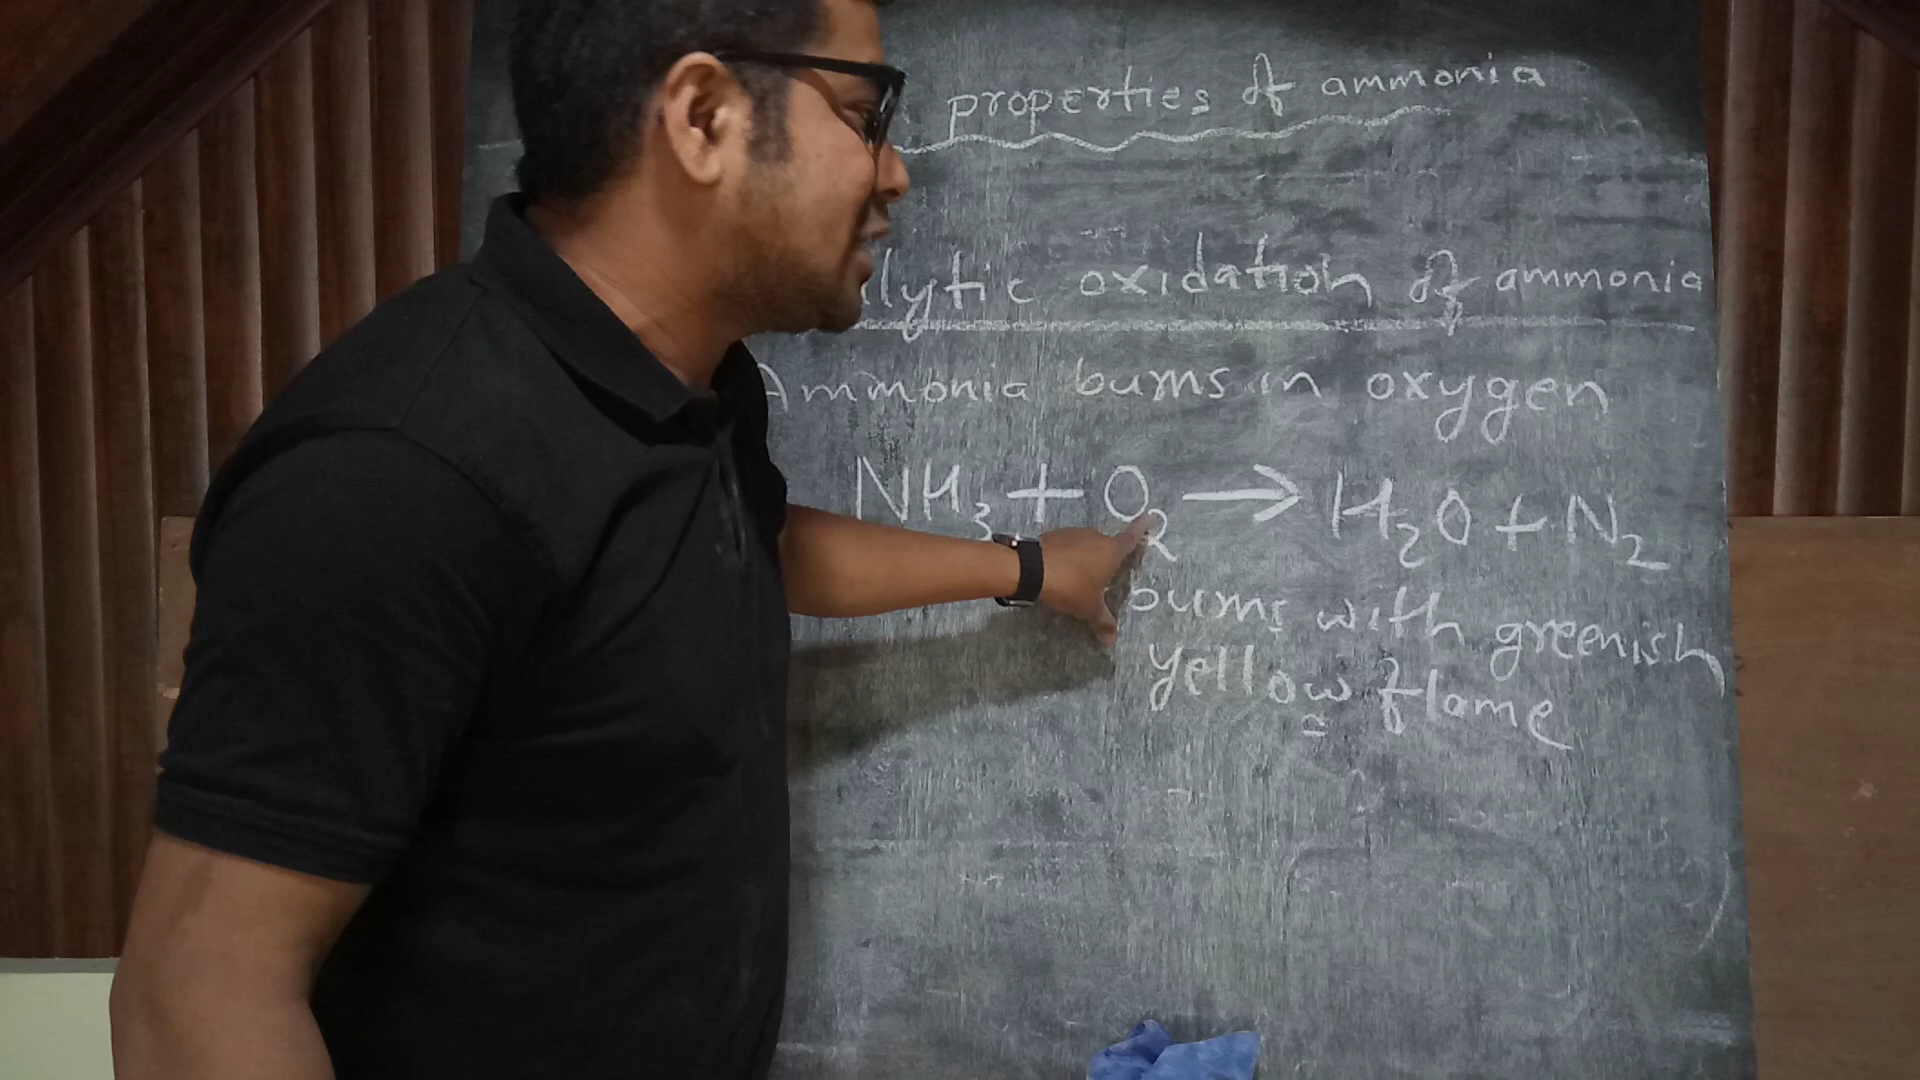 properties of ammonia
lytic oxidation of ammonia
Ammonia burns in oxygen
NH₃ + O₂ → H₂O + N₂
burns with greenish
yellow flame